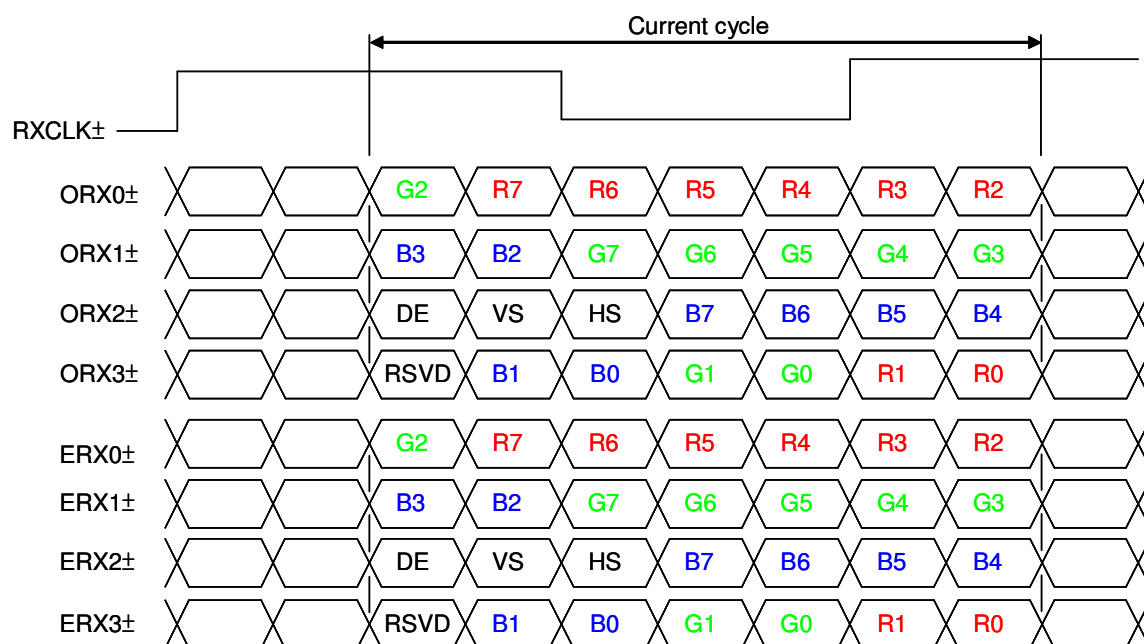 Current cycle
RXCLK±
ORX0± G2 R7 R6 R5 R4 R3 R2
ORX1± B3 B2 G7 G6 G5 G4 G3
ORX2± DE VS HS B7 B6 B5 B4
ORX3± RSVD B1 B0 G1 G0 R1 R0
ERX0± G2 R7 R6 R5 R4 R3 R2
ERX1± B3 B2 G7 G6 G5 G4 G3
ERX2± DE VS HS B7 B6 B5 B4
ERX3± RSVD B1 B0 G1 G0 R1 R0